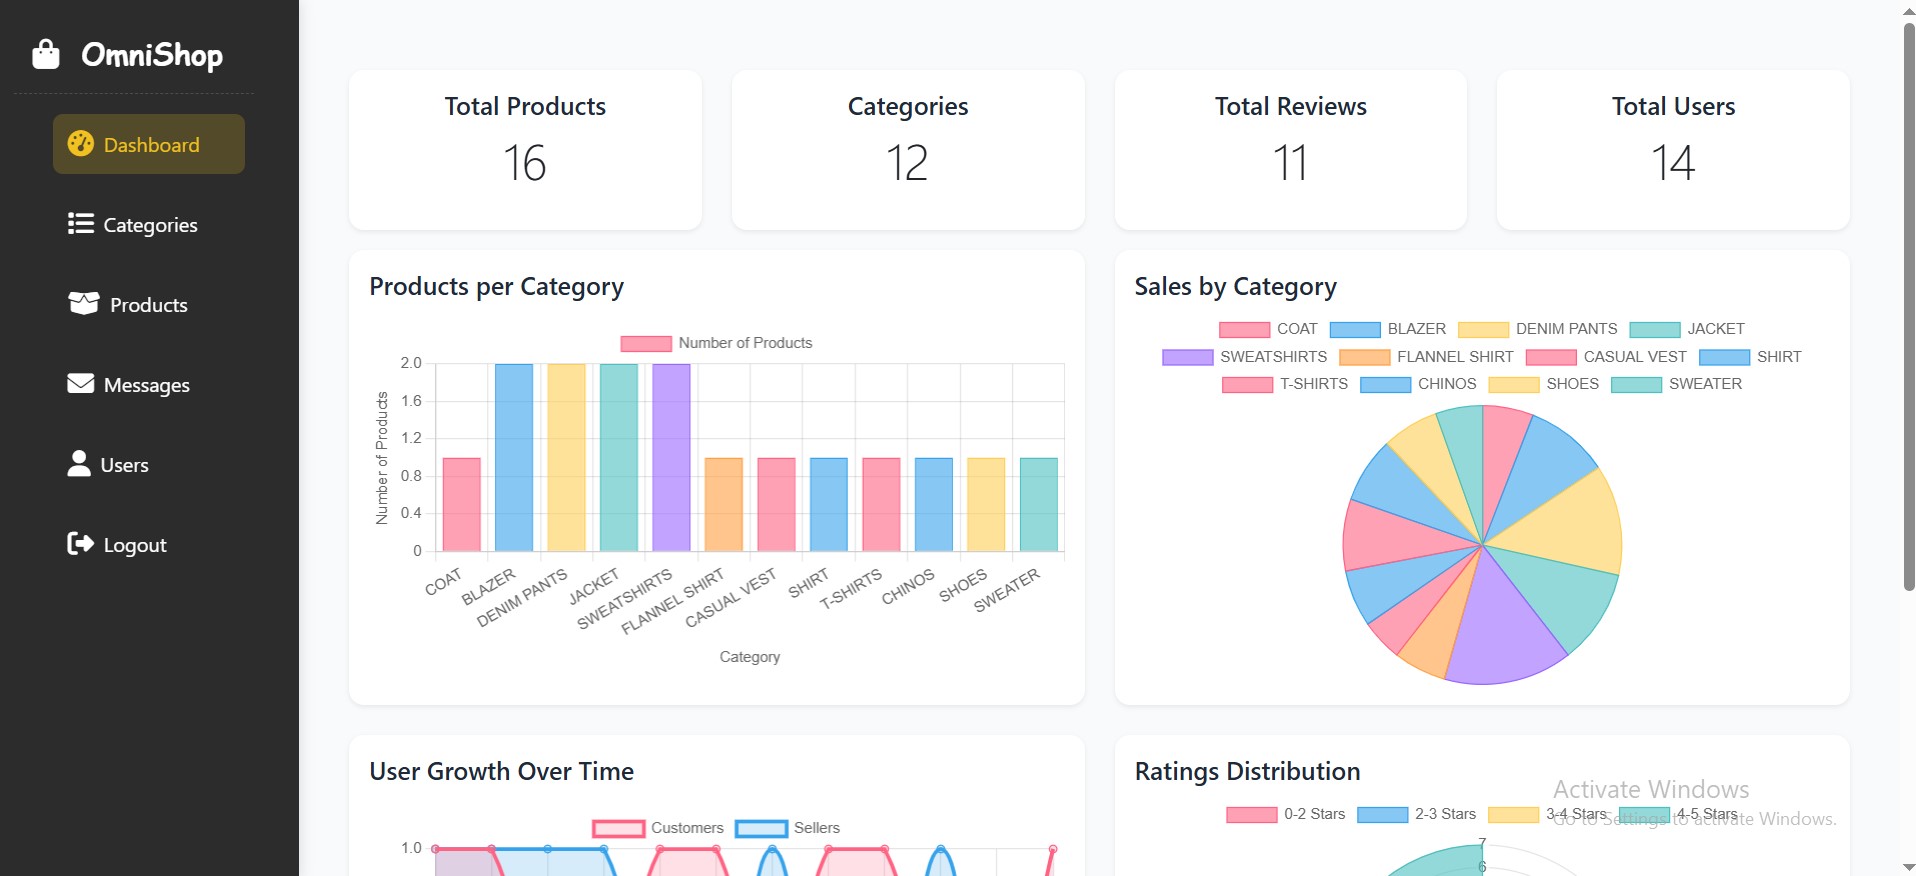 OmniShop
Dashboard
Categories
Products
Messages
Users
Logout
Total Products
16
Categories
12
Total Reviews
11
Total Users
14
Products per Category
Number of Products
2.0
1.6
1.2
0.8
0.4
0
Number of Products
COAT
BLAZER
DENIM PANTS
JACKET
SWEATSHIRTS
FLANNEL SHIRT
CASUAL VEST
SHIRT
T-SHIRTS
CHINOS
SHOES
SWEATER
Category
Sales by Category
COAT BLAZER DENIM PANTS JACKET
SWEATSHIRTS FLANNEL SHIRT CASUAL VEST SHIRT
T-SHIRTS CHINOS SHOES SWEATER
User Growth Over Time
Customers Sellers
1.0
Ratings Distribution
0-2 Stars 2-3 Stars 3-4 Stars 4-5 Stars
7
6
Activate Windows
Go to Settings to activate Windows.